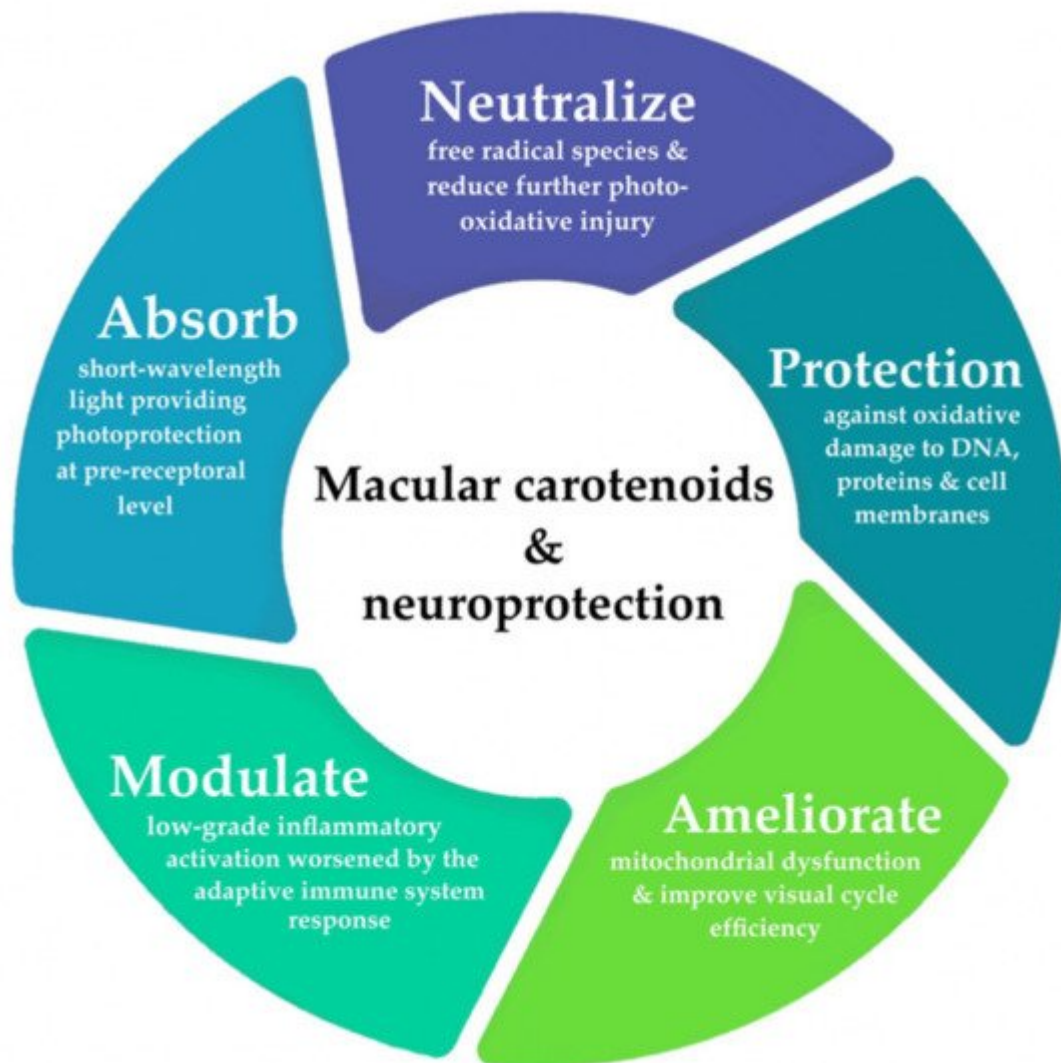 Neutralize
free radical species &
reduce further photo-
oxidative injury
Protection
against oxidative
damage to DNA,
proteins & cell
membranes
Ameliorate
mitochondrial dysfunction
& improve visual cycle
efficiency
Modulate
low-grade inflammatory
activation worsened by the
adaptive immune system
response
Absorb
short-wavelength
light providing
photoprotection
at pre-receptoral
level
Macular carotenoids
&
neuroprotection